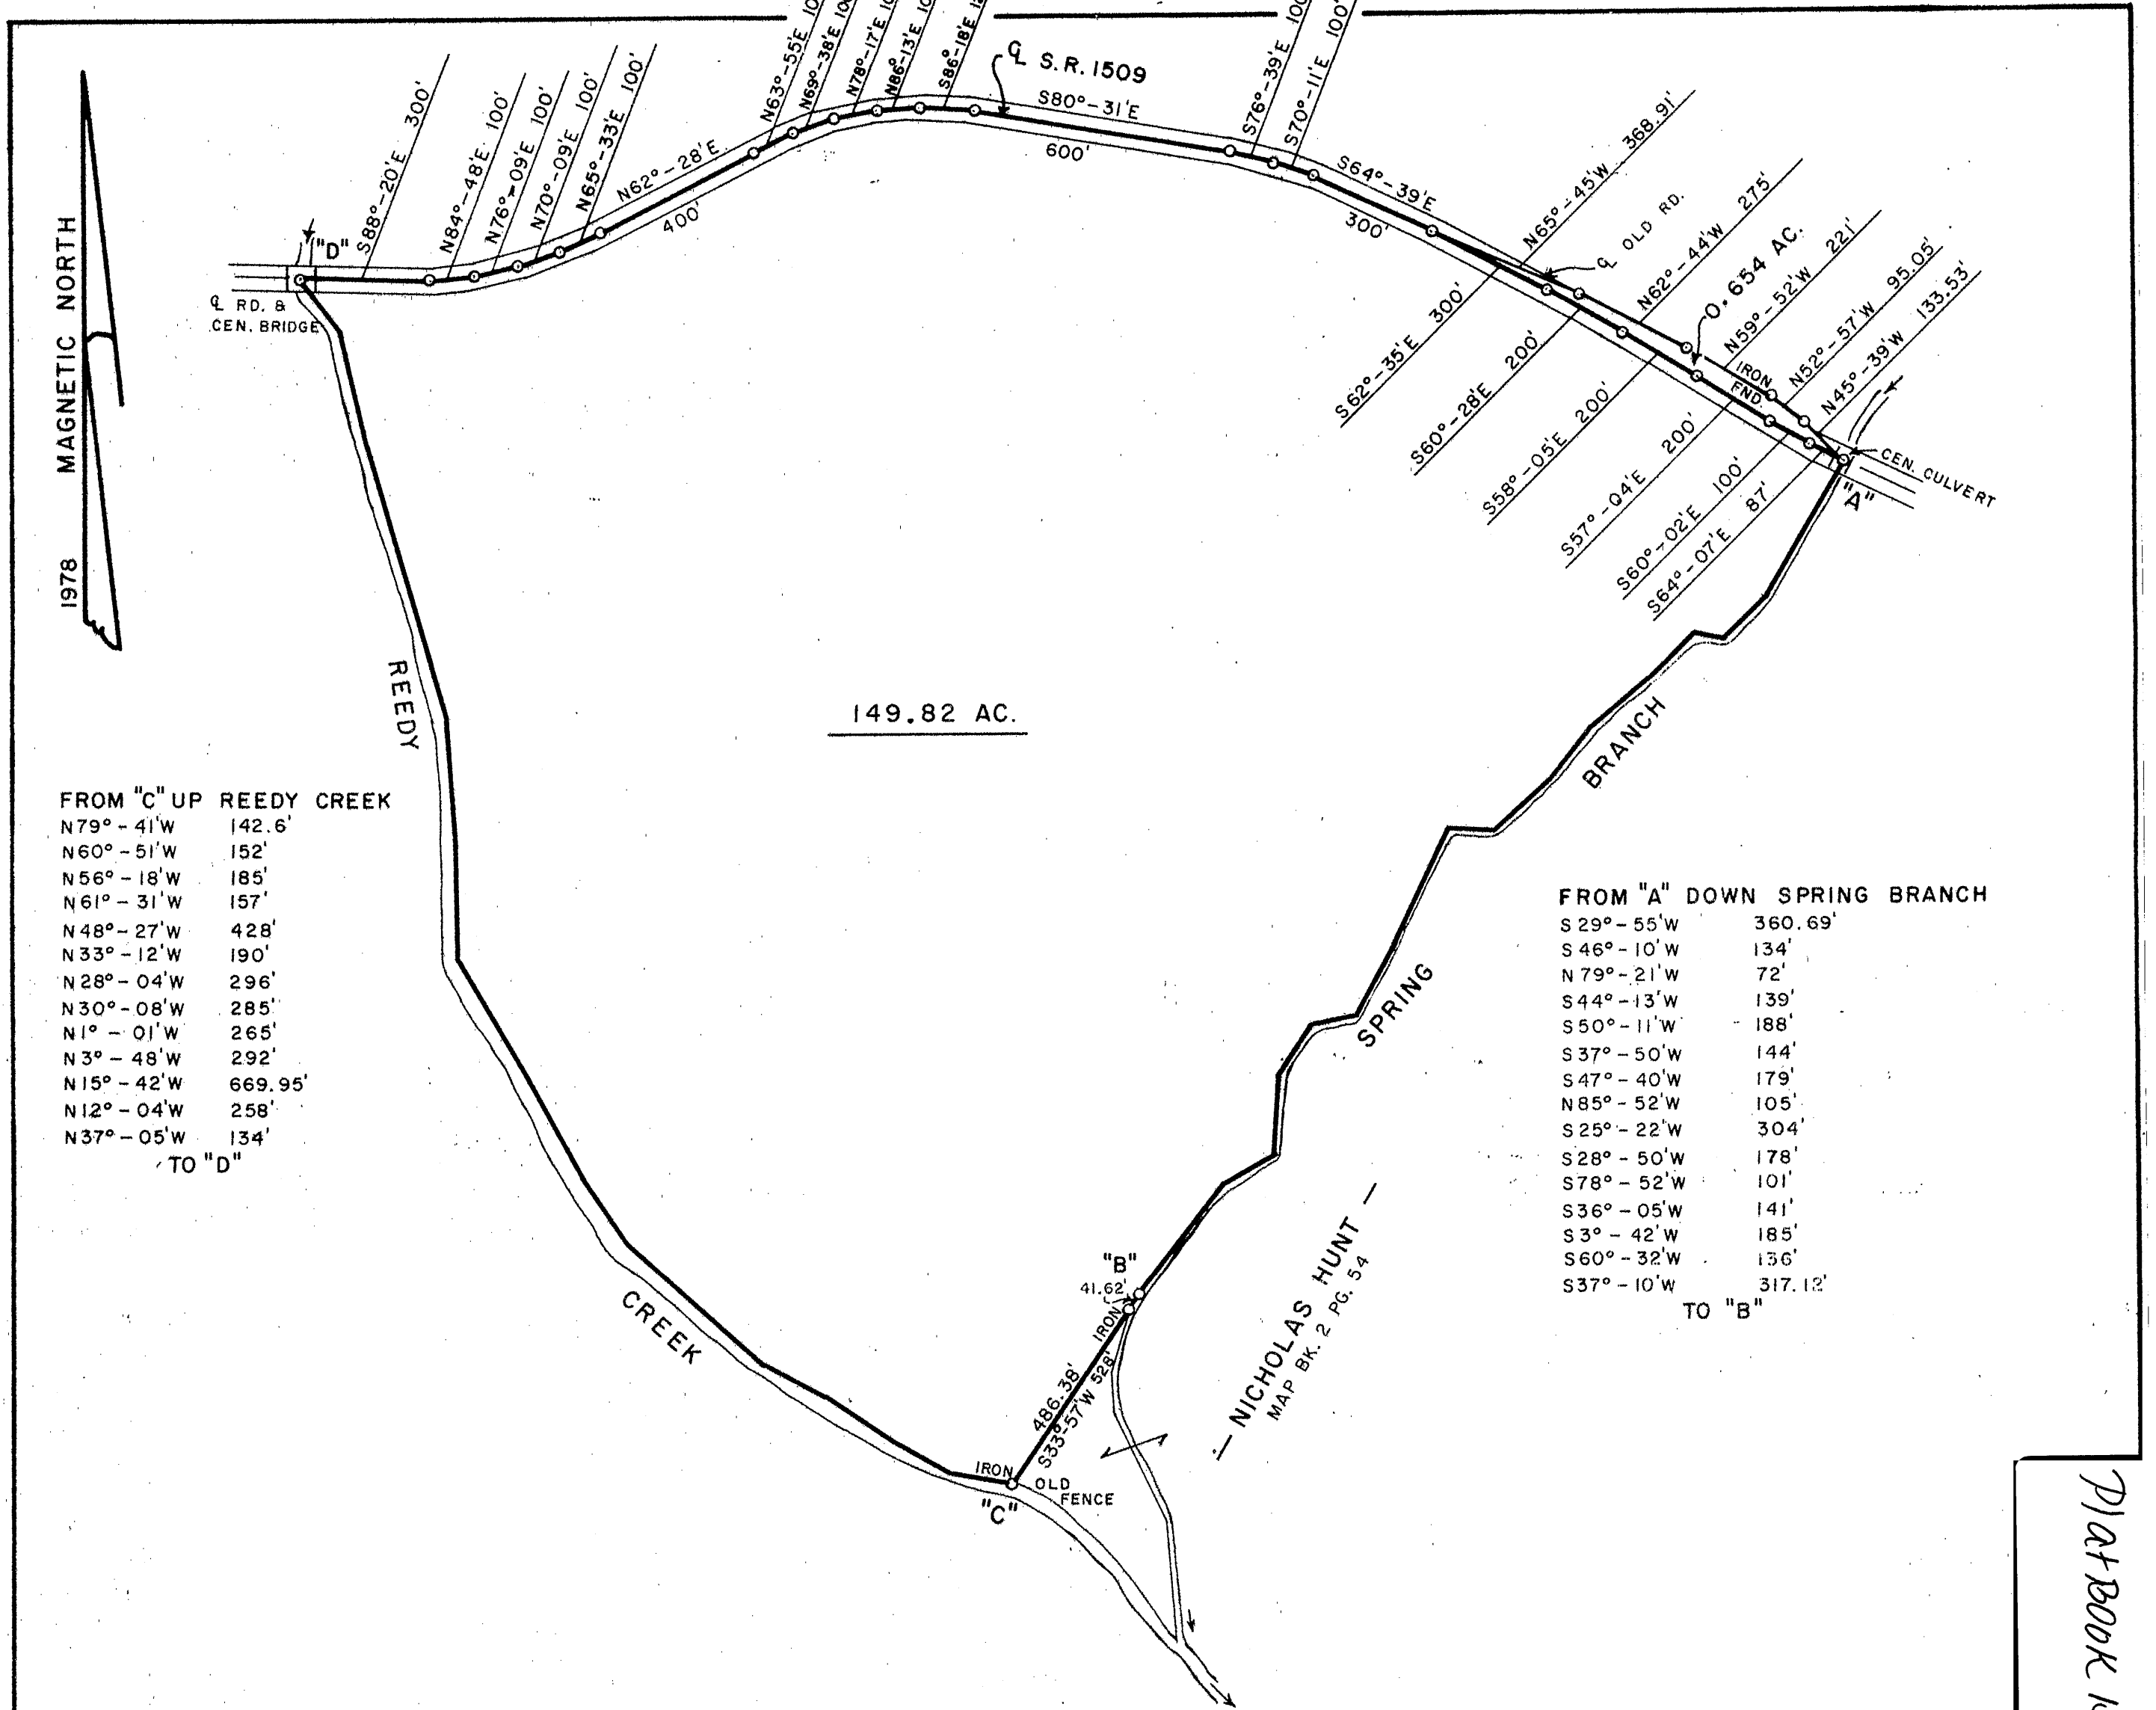 1978 MAGNETIC NORTH
"D"
℄ RD. &
CEN. BRIDGE
S88°-20'E 300'
N84°-48'E 100'
N76°-09'E 100'
N70°-09'E 100'
N65°-33'E 100'
N62°-28'E
400'
N63°-55'E
N69°-38'E
N78°-17'E
N86°-13'E
S86°-18'E
℄ S.R. 1509
S80°-31'E
600'
S76°-39'E
S70°-11'E 100'
S64°-39'E
300'
N65°-45'W 368.91'
℄ OLD RD.
N62°-44'W 275'
0.654 AC.
N59°-52'W 221'
N52°-57'W 95.05'
N45°-39'W 133.53'
IRON
FND.
CEN. CULVERT
"A"
S62°-35'E 300'
S60°-28'E 200'
S58°-05'E 200'
S57°-04'E 200'
S60°-02'E 100'
S64°-07'E 87'
REEDY
149.82 AC.
BRANCH
FROM "C" UP REEDY CREEK
N79°-41'W 142.6'
N60°-51'W 152'
N56°-18'W 185'
N61°-31'W 157'
N48°-27'W 428'
N33°-12'W 190'
N28°-04'W 296'
N30°-08'W 285'
N1°-01'W 265'
N3°-48'W 292'
N15°-42'W 669.95'
N12°-04'W 258'
N37°-05'W 134'
TO "D"
FROM "A" DOWN SPRING BRANCH
S29°-55'W 360.69'
S46°-10'W 134'
N79°-21'W 72'
S44°-13'W 139'
S50°-11'W 188'
S37°-50'W 144'
S47°-40'W 179'
N85°-52'W 105'
S25°-22'W 304'
S28°-50'W 178'
S78°-52'W 101'
S36°-05'W 141'
S3°-42'W 185'
S60°-32'W 136'
S37°-10'W 317.12'
TO "B"
SPRING
CREEK
"B"
41.62'
IRON
486.38'
S33°-57'W 528'
NICHOLAS HUNT
MAP BK. 2 PG. 54
IRON
OLD
FENCE
"C"
Plat Book